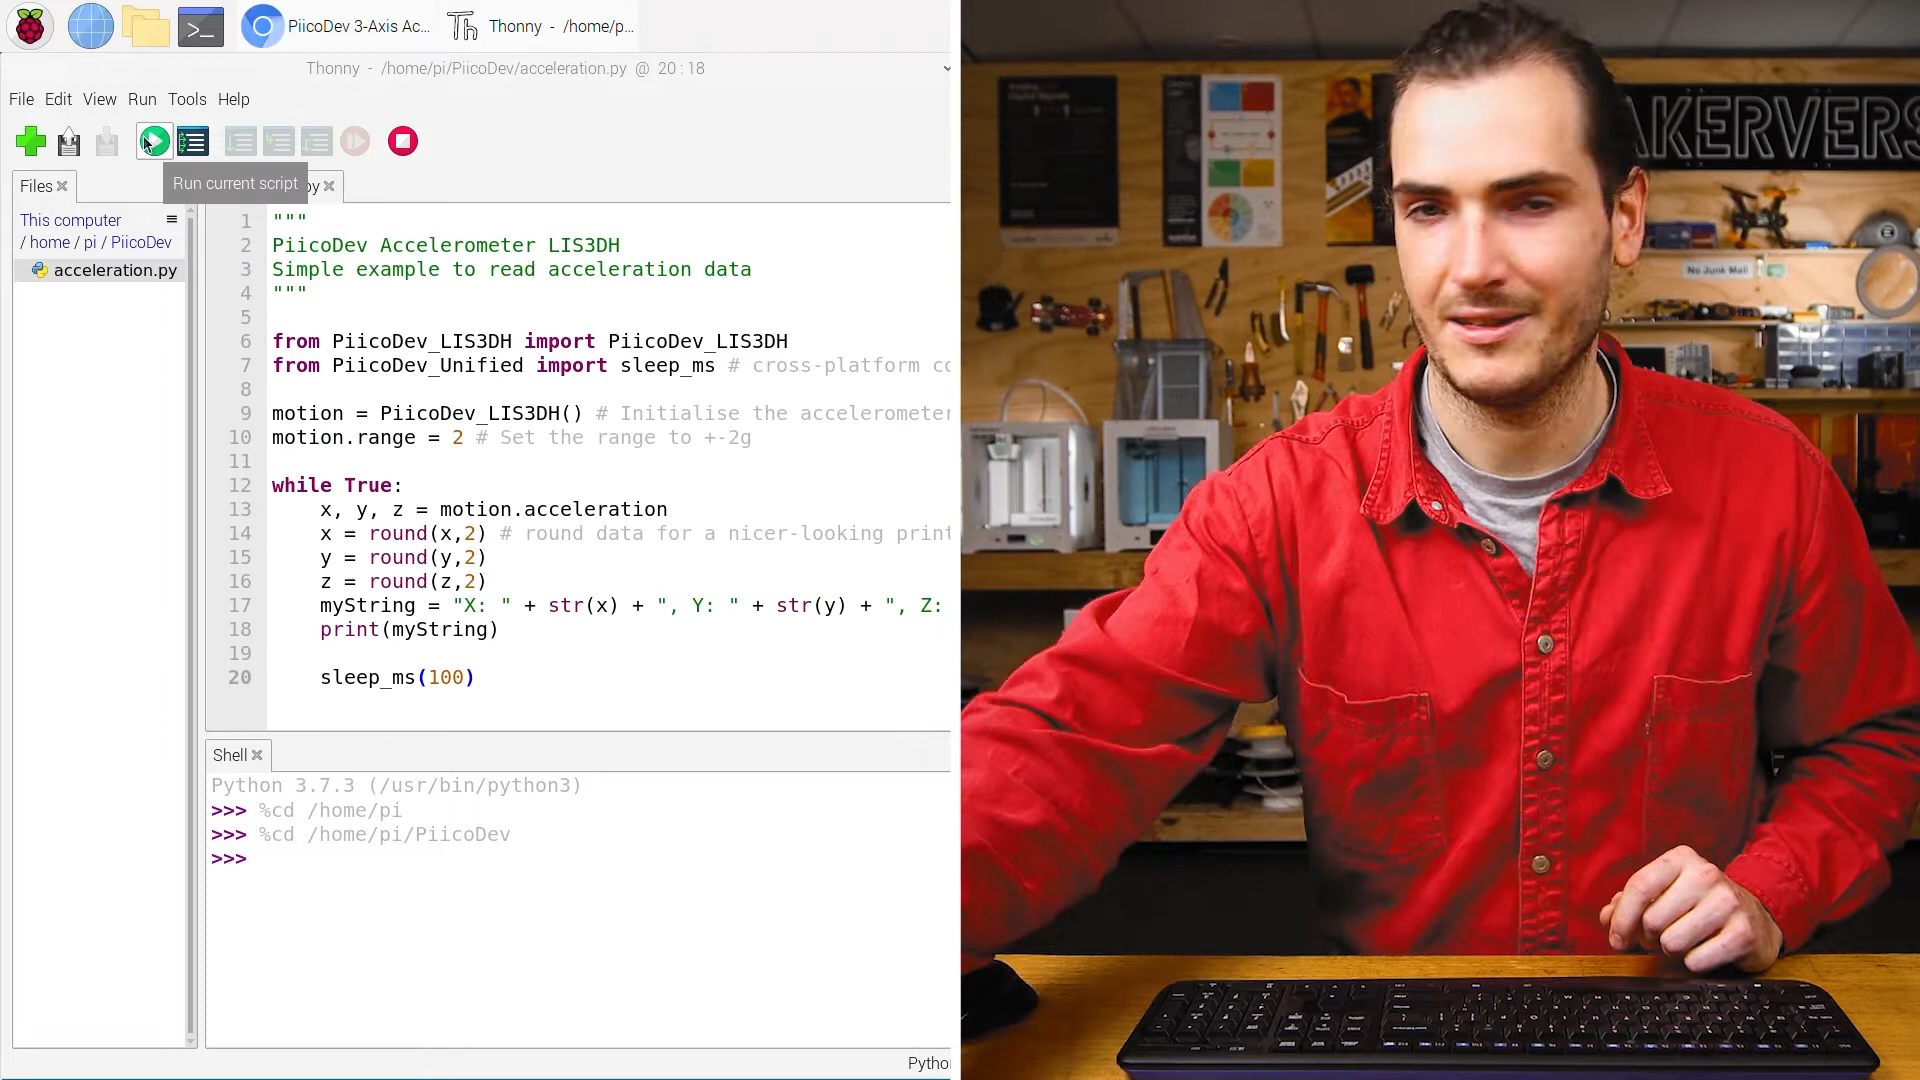 PiicoDev 3-Axis Ac...
Thonny - /home/p...
Thonny - /home/pi/PiicoDev/acceleration.py @ 20:18
File Edit View Run Tools Help
Run current script
Files
py
This computer
/ home / pi / PiicoDev
acceleration.py
1 """
2 PiicoDev Accelerometer LIS3DH
3 Simple example to read acceleration data
4 """
5
6 from PiicoDev_LIS3DH import PiicoDev_LIS3DH
7 from PiicoDev_Unified import sleep_ms # cross-platform co
8
9 motion = PiicoDev_LIS3DH() # Initialise the accelerometer
10 motion.range = 2 # Set the range to +-2g
11
12 while True:
13 x, y, z = motion.acceleration
14 x = round(x,2) # round data for a nicer-looking print
15 y = round(y,2)
16 z = round(z,2)
17 myString = "X: " + str(x) + ", Y: " + str(y) + ", Z:
18 print(myString)
19
20 sleep_ms(100)
Shell
Python 3.7.3 (/usr/bin/python3)
>>> %cd /home/pi
>>> %cd /home/pi/PiicoDev
>>>
Pytho
AKERVERS
No Junk Mail